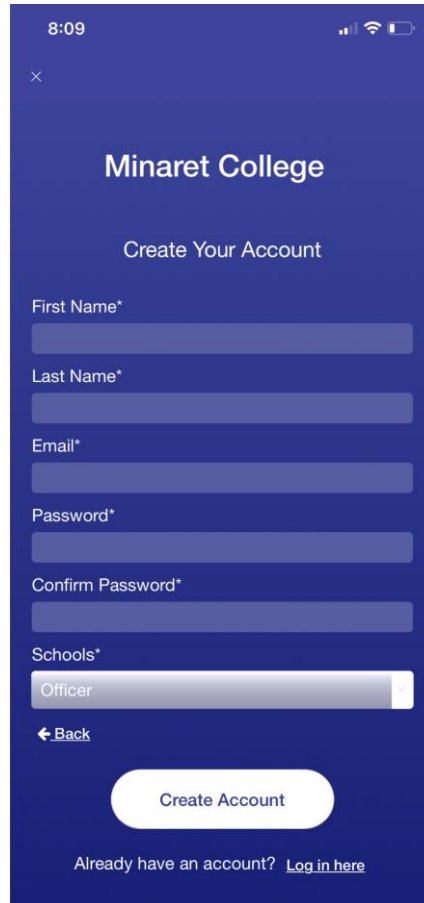 8:09
Minaret College
Create Your Account
First Name*
Last Name*
Email*
Password*
Confirm Password*
Schools*
Officer
Back
Create Account
Already have an account? Log in here